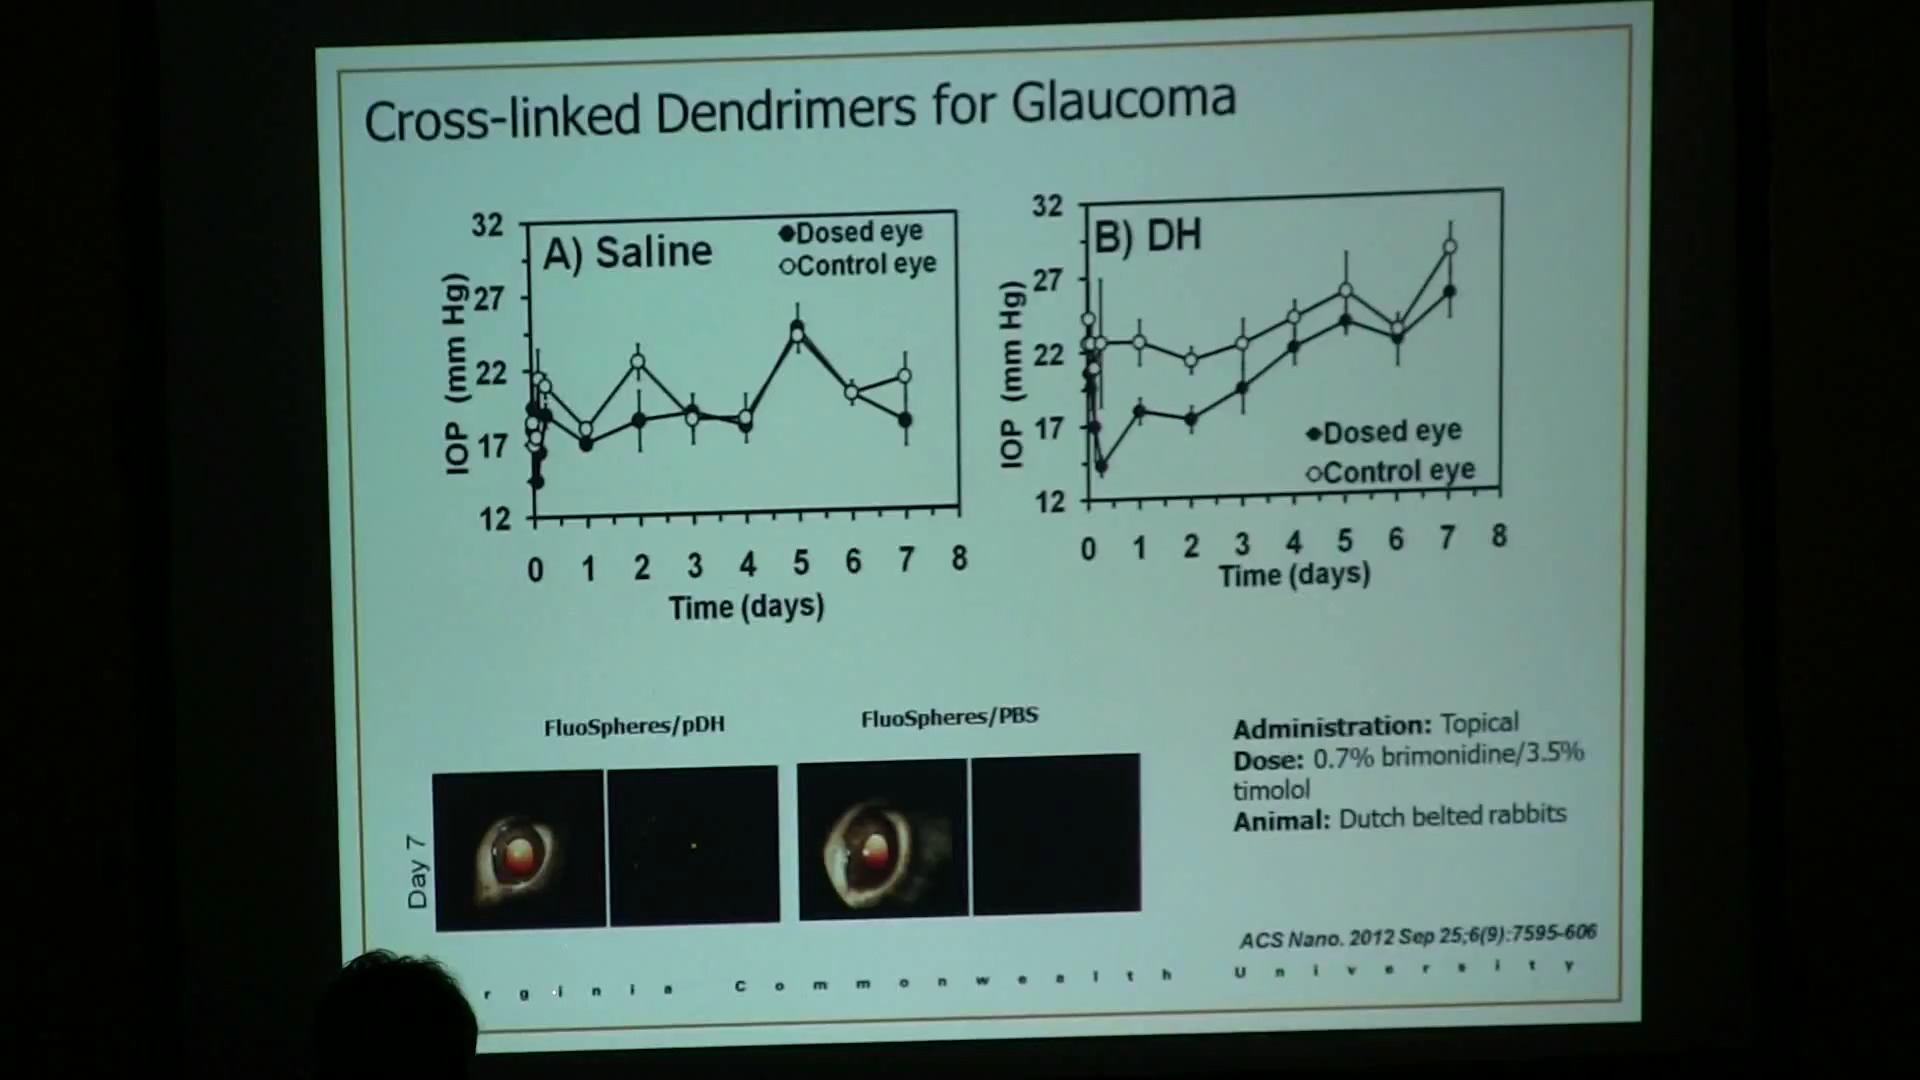 Cross-linked Dendrimers for Glaucoma
A) Saline
Dosed eye
Control eye
IOP (mm Hg)
32
27
22
17
12
0 1 2 3 4 5 6 7 8
Time (days)
B) DH
Dosed eye
Control eye
IOP (mm Hg)
32
27
22
17
12
0 1 2 3 4 5 6 7 8
Time (days)
FluoSpheres/pDH
FluoSpheres/PBS
Day 7
Administration: Topical
Dose: 0.7% brimonidine/3.5%
timolol
Animal: Dutch belted rabbits
ACS Nano. 2012 Sep 25;6(9):7595-606
r g i n i a C o m m o n w e a l t h U n i v e r s i t y